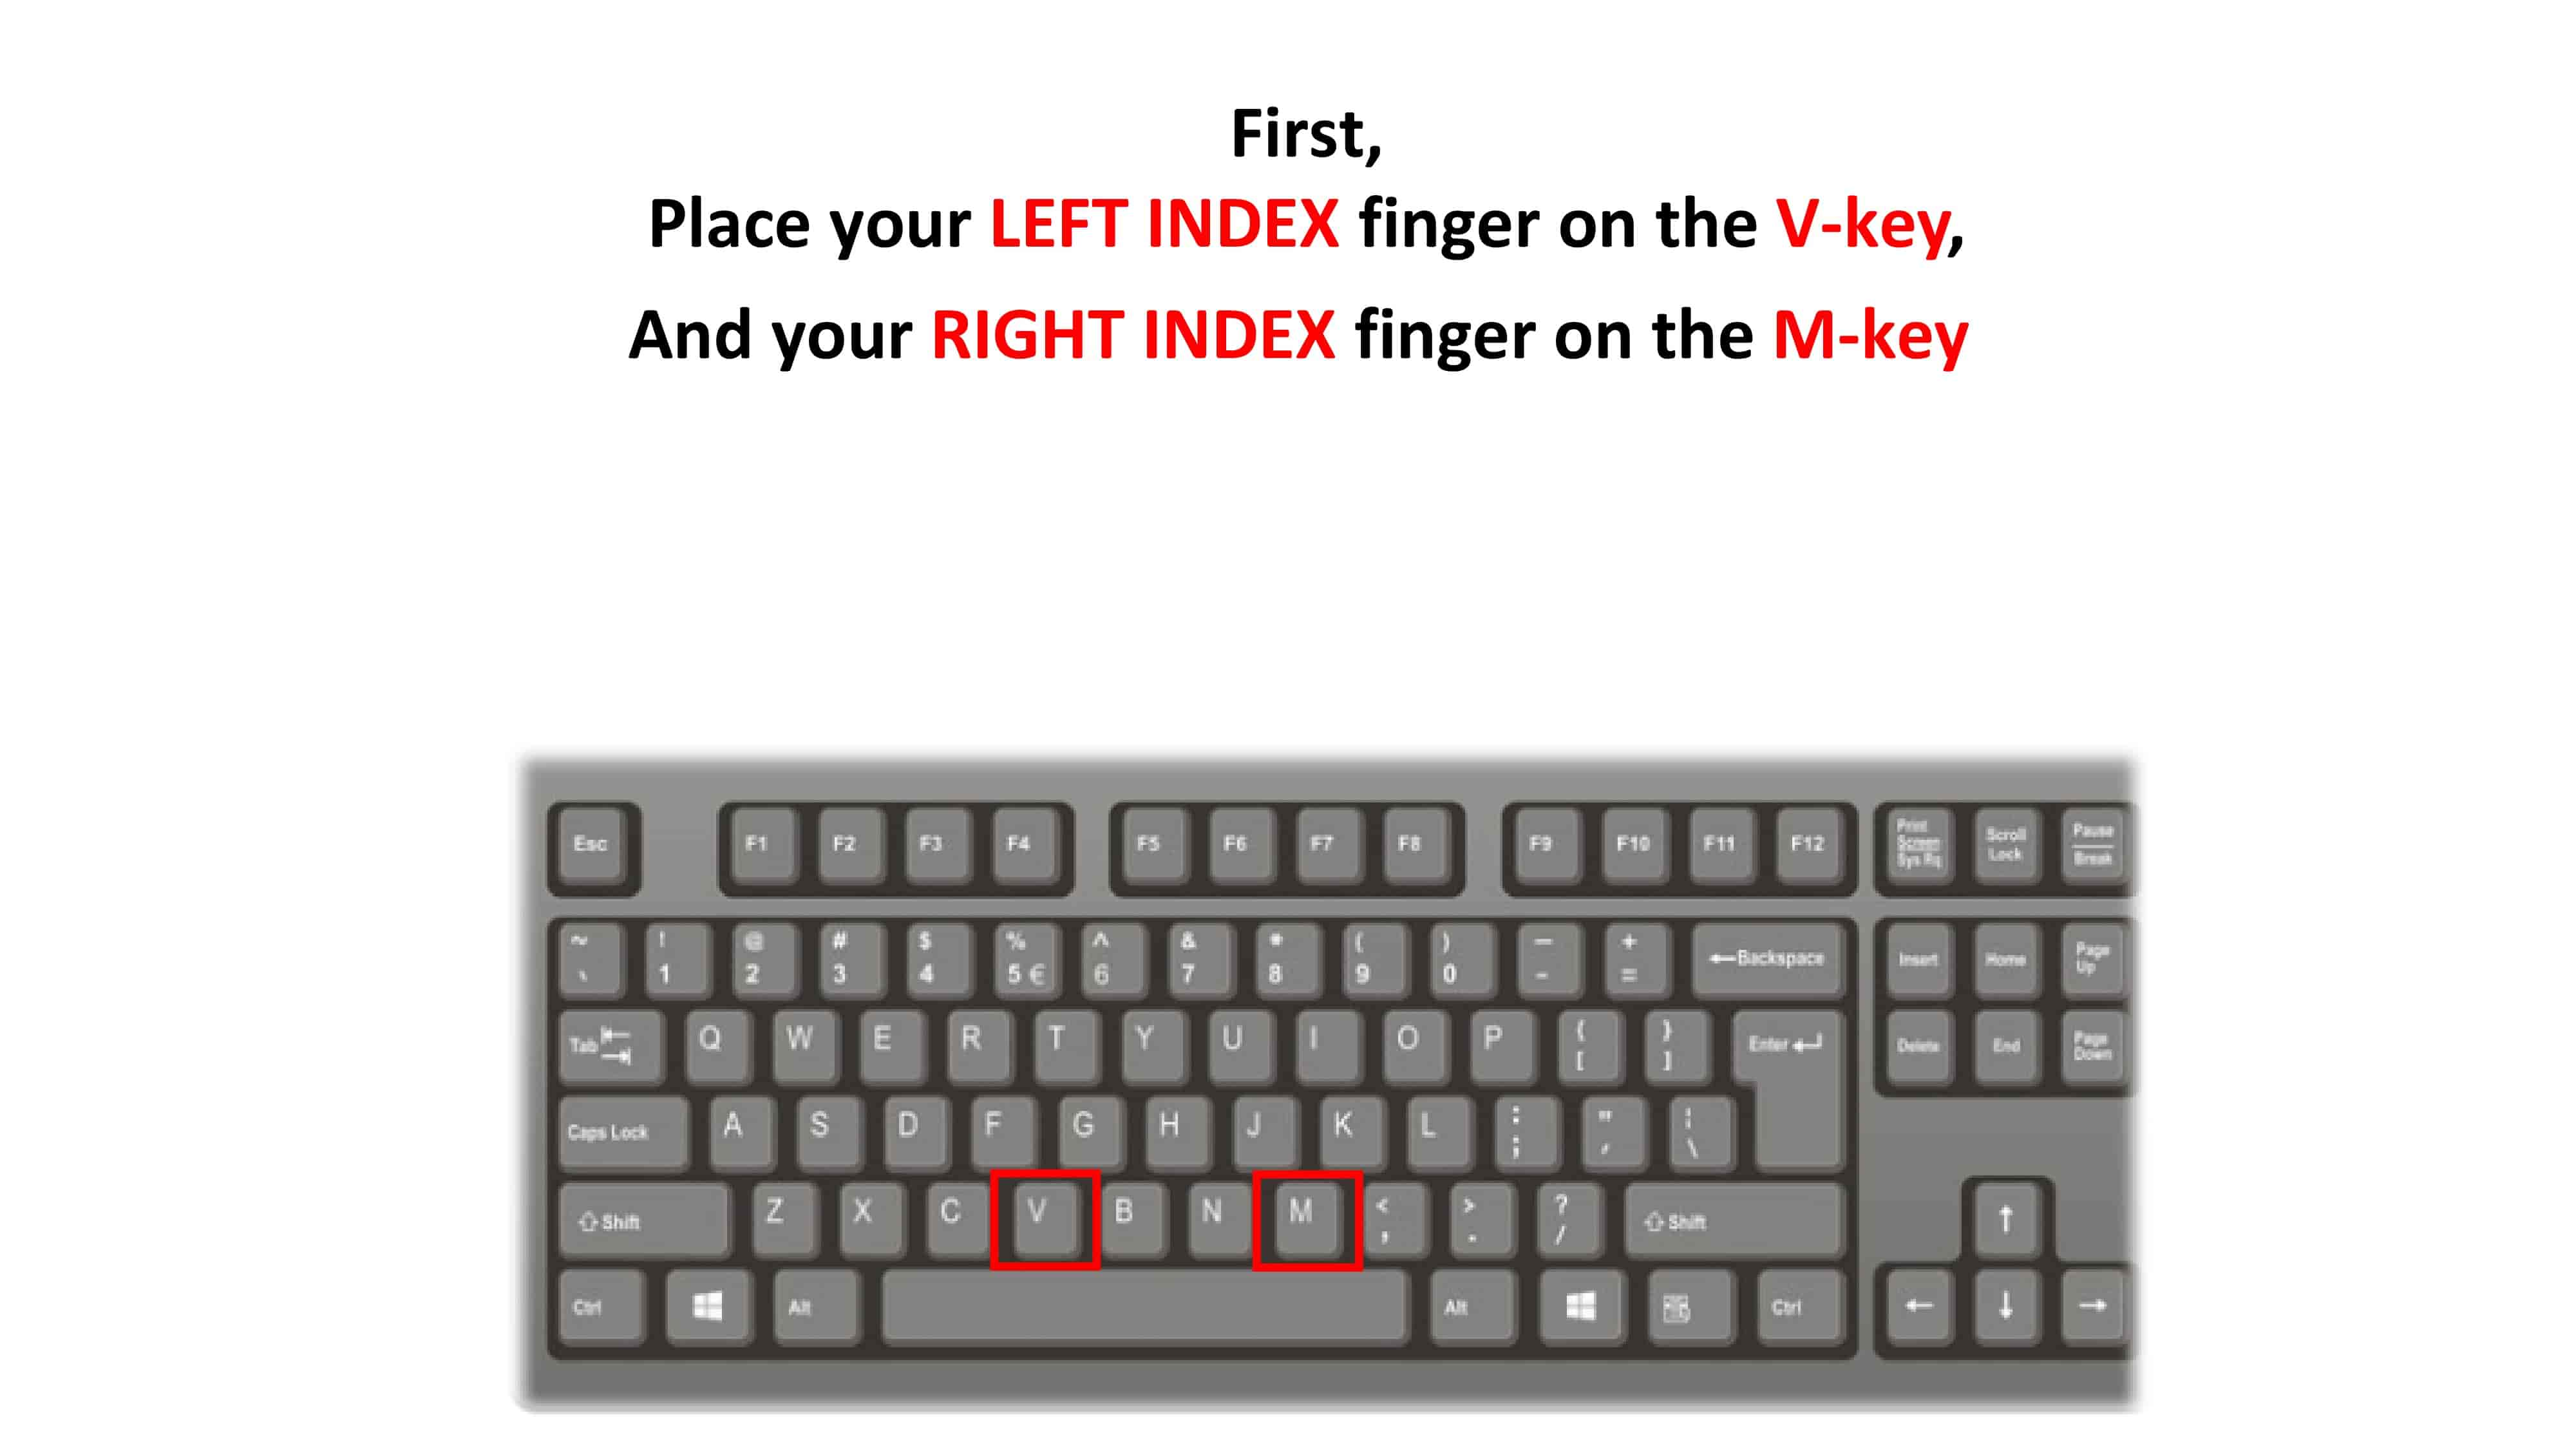 First,
Place your LEFT INDEX finger on the V-key,
And your RIGHT INDEX finger on the M-key
Esc F1 F2 F3 F4 F5 F6 F7 F8 F9 F10 F11 F12 Print Screen Sys Rq Scroll Lock Pause Break
~ ! @ # $ % ^ & * ( ) — + ←Backspace Insert Home Page Up
` 1 2 3 4 5 € 6 7 8 9 0 - =
Tab Q W E R T Y U I O P { [ } ] Enter Delete End Page Down
Caps Lock A S D F G H J K L : ; " ' ¦ \
⇧ Shift Z X C V B N M < , > . ? / ⇧ Shift ↑
Ctrl Alt Alt Ctrl ← ↓ →